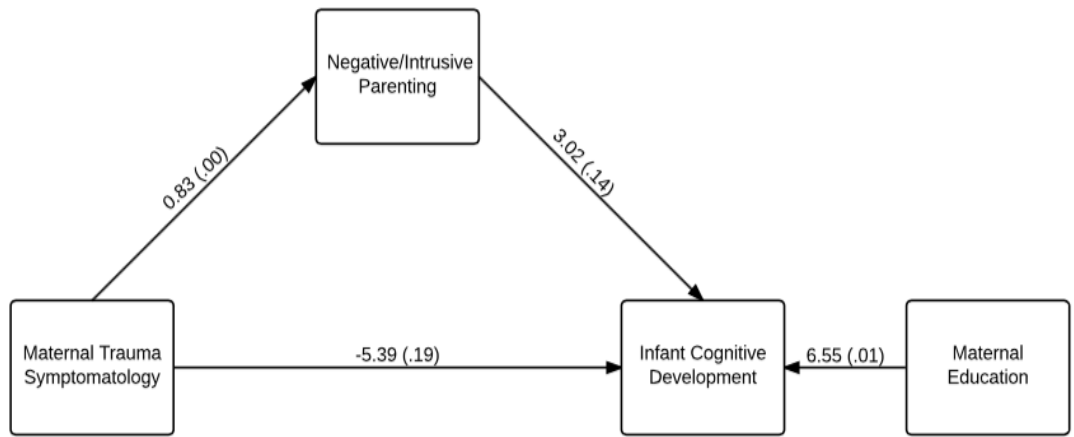 Negative/Intrusive
Parenting
0.83 (.00)
3.02 (.14)
Maternal Trauma
Symptomatology
-5.39 (.19)
Infant Cognitive
Development
6.55 (.01)
Maternal
Education